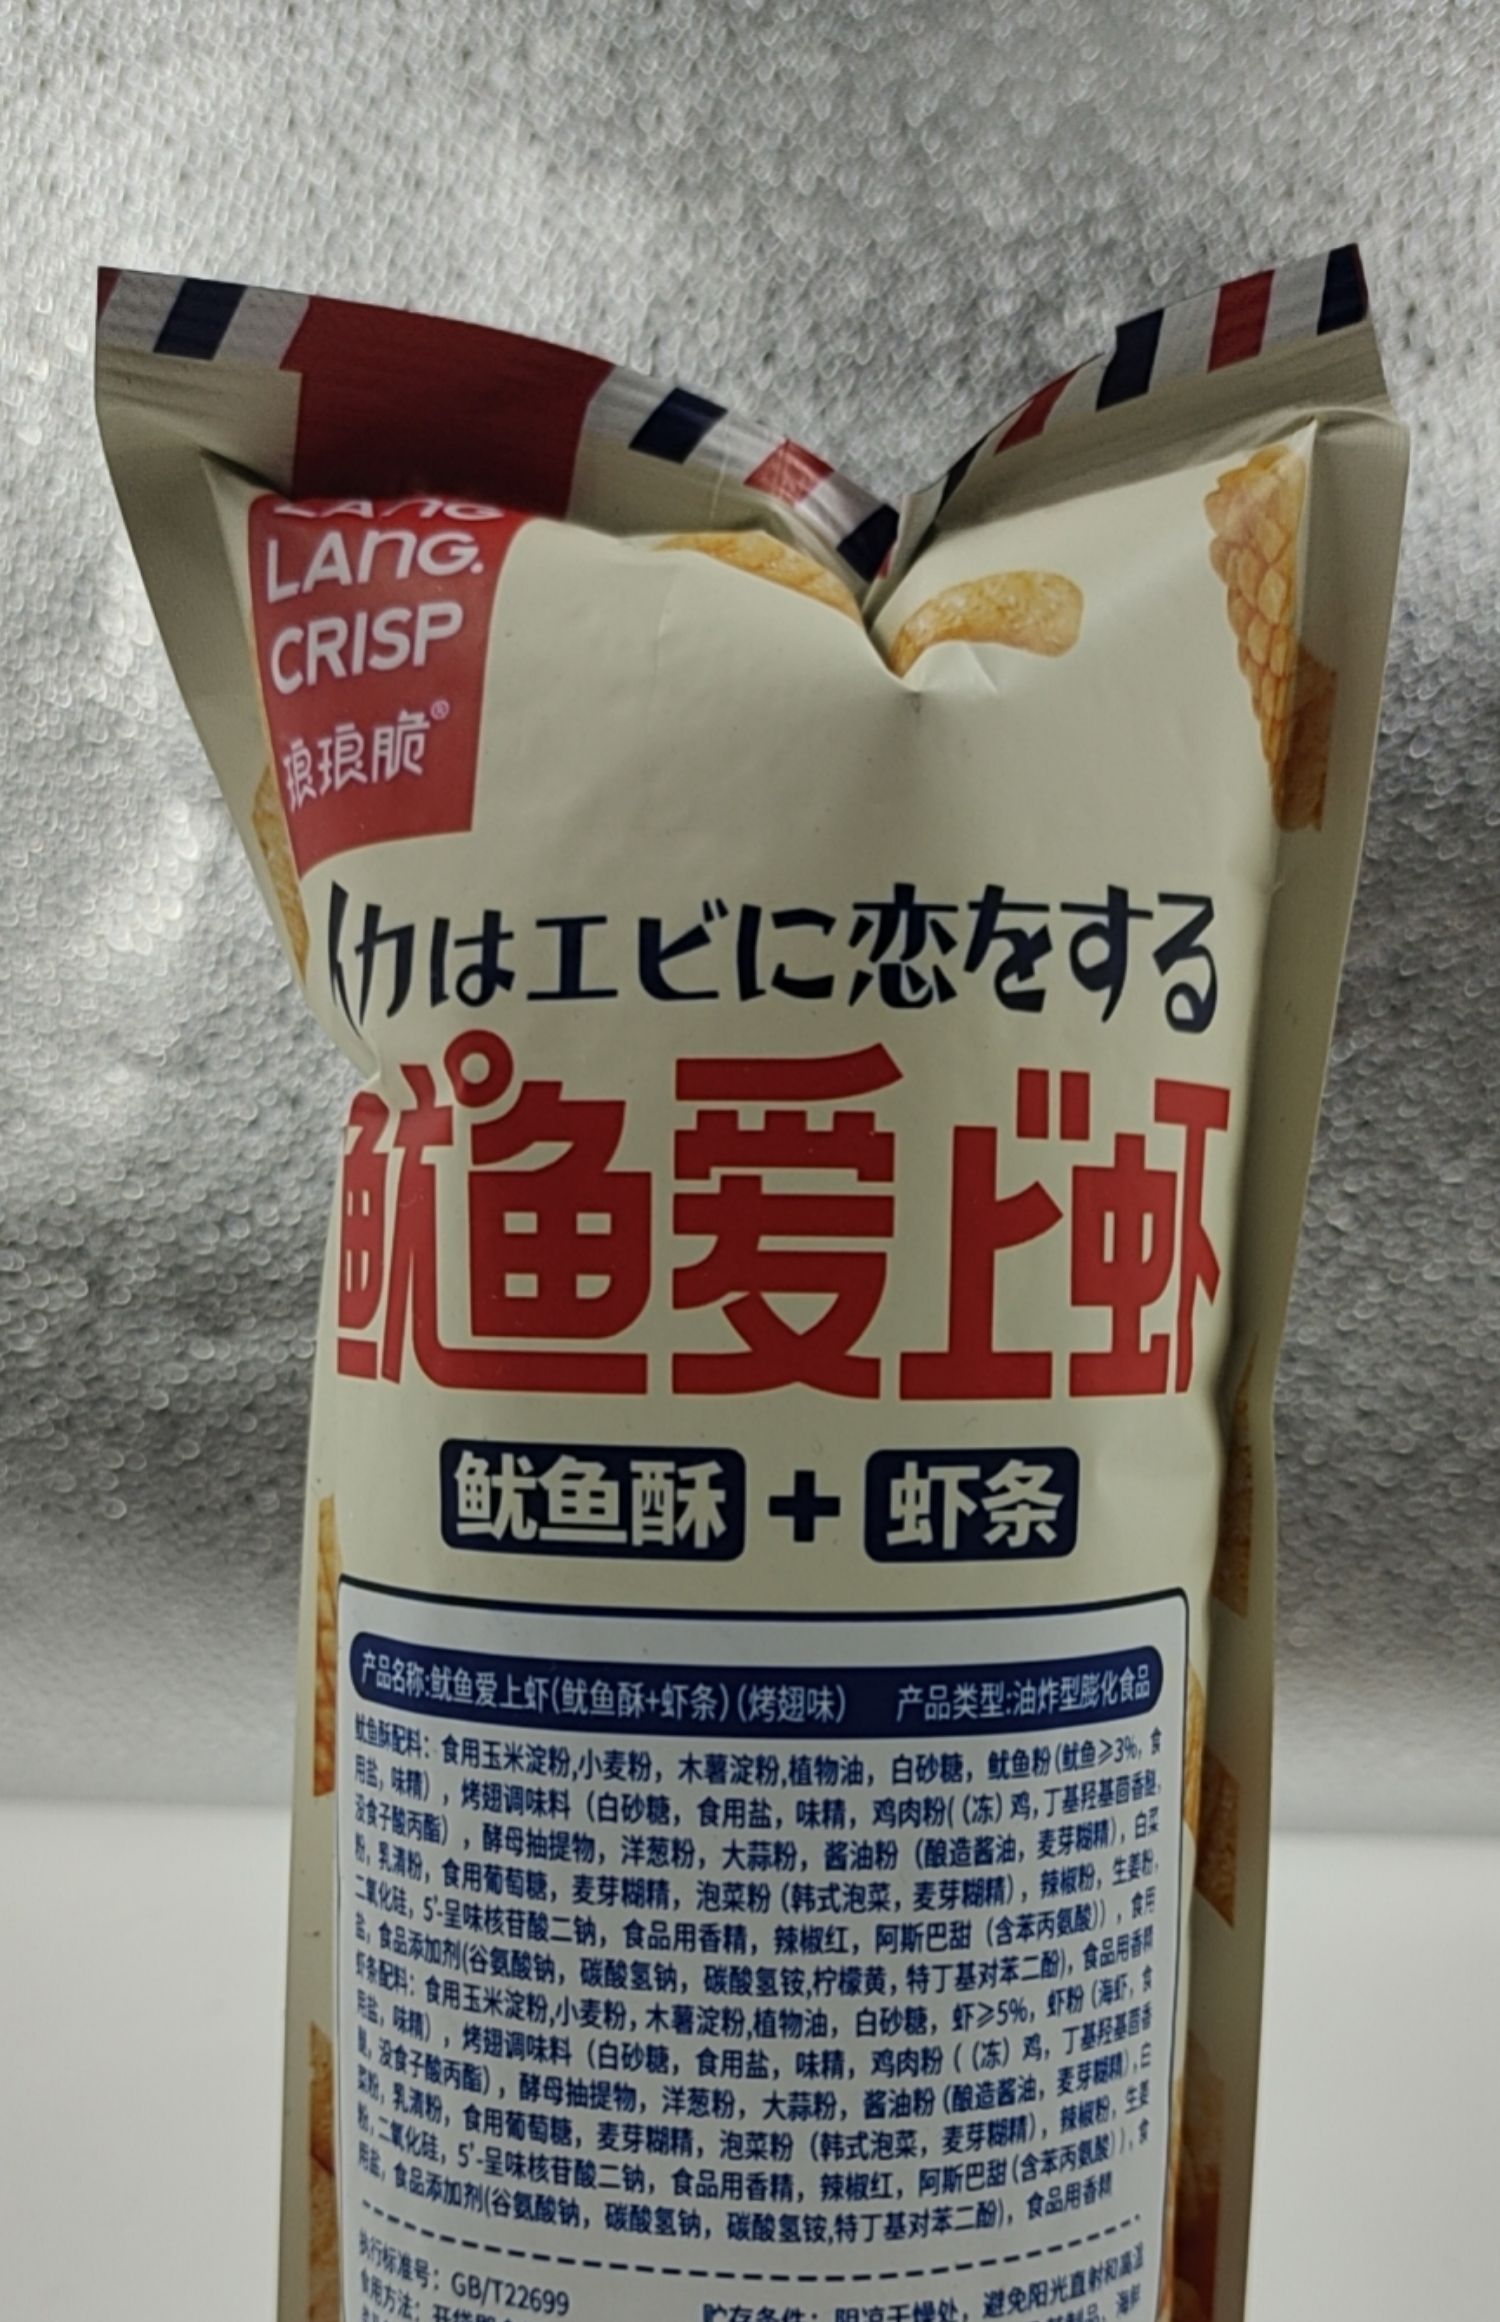 LANG
LANG.
CRISP
琅琅脆®
イカはエビに恋をする
鱿鱼爱上虾
鱿鱼酥+虾条
产品名称:鱿鱼爱上虾(鱿鱼酥+虾条)(烤翅味) 产品类型:油炸型膨化食品
鱿鱼酥配料：食用玉米淀粉,小麦粉，木薯淀粉,植物油，白砂糖，鱿鱼粉(鱿鱼≥3%，食
用盐，味精），烤翅调味料（白砂糖，食用盐，味精，鸡肉粉(（冻）鸡,丁基羟基茴香醚，
没食子酸丙酯），酵母抽提物，洋葱粉，大蒜粉，酱油粉（酿造酱油，麦芽糊精），白菜
粉，乳清粉，食用葡萄糖，麦芽糊精，泡菜粉（韩式泡菜，麦芽糊精），辣椒粉，生姜粉，
二氧化硅，5'-呈味核苷酸二钠，食品用香精，辣椒红，阿斯巴甜（含苯丙氨酸）），食用
盐，食品添加剂(谷氨酸钠，碳酸氢钠，碳酸氢铵,柠檬黄，特丁基对苯二酚)，食品用香精
虾条配料：食用玉米淀粉,小麦粉，木薯淀粉,植物油，白砂糖，虾≥5%，虾粉（海虾，食
用盐，味精），烤翅调味料（白砂糖，食用盐，味精，鸡肉粉（（冻）鸡，丁基羟基茴香
醚，没食子酸丙酯），酵母抽提物，洋葱粉，大蒜粉，酱油粉（酿造酱油，麦芽糊精）,白
菜粉，乳清粉，食用葡萄糖，麦芽糊精，泡菜粉（韩式泡菜，麦芽糊精），辣椒粉，生姜
粉，二氧化硅，5'-呈味核苷酸二钠，食品用香精，辣椒红，阿斯巴甜(含苯丙氨酸)），食
用盐，食品添加剂(谷氨酸钠，碳酸氢钠，碳酸氢铵,特丁基对苯二酚)，食品用香精
执行标准号：GB/T22699
贮存条件：阴凉干燥处，避免阳光直射和高温
食用方法：开袋即